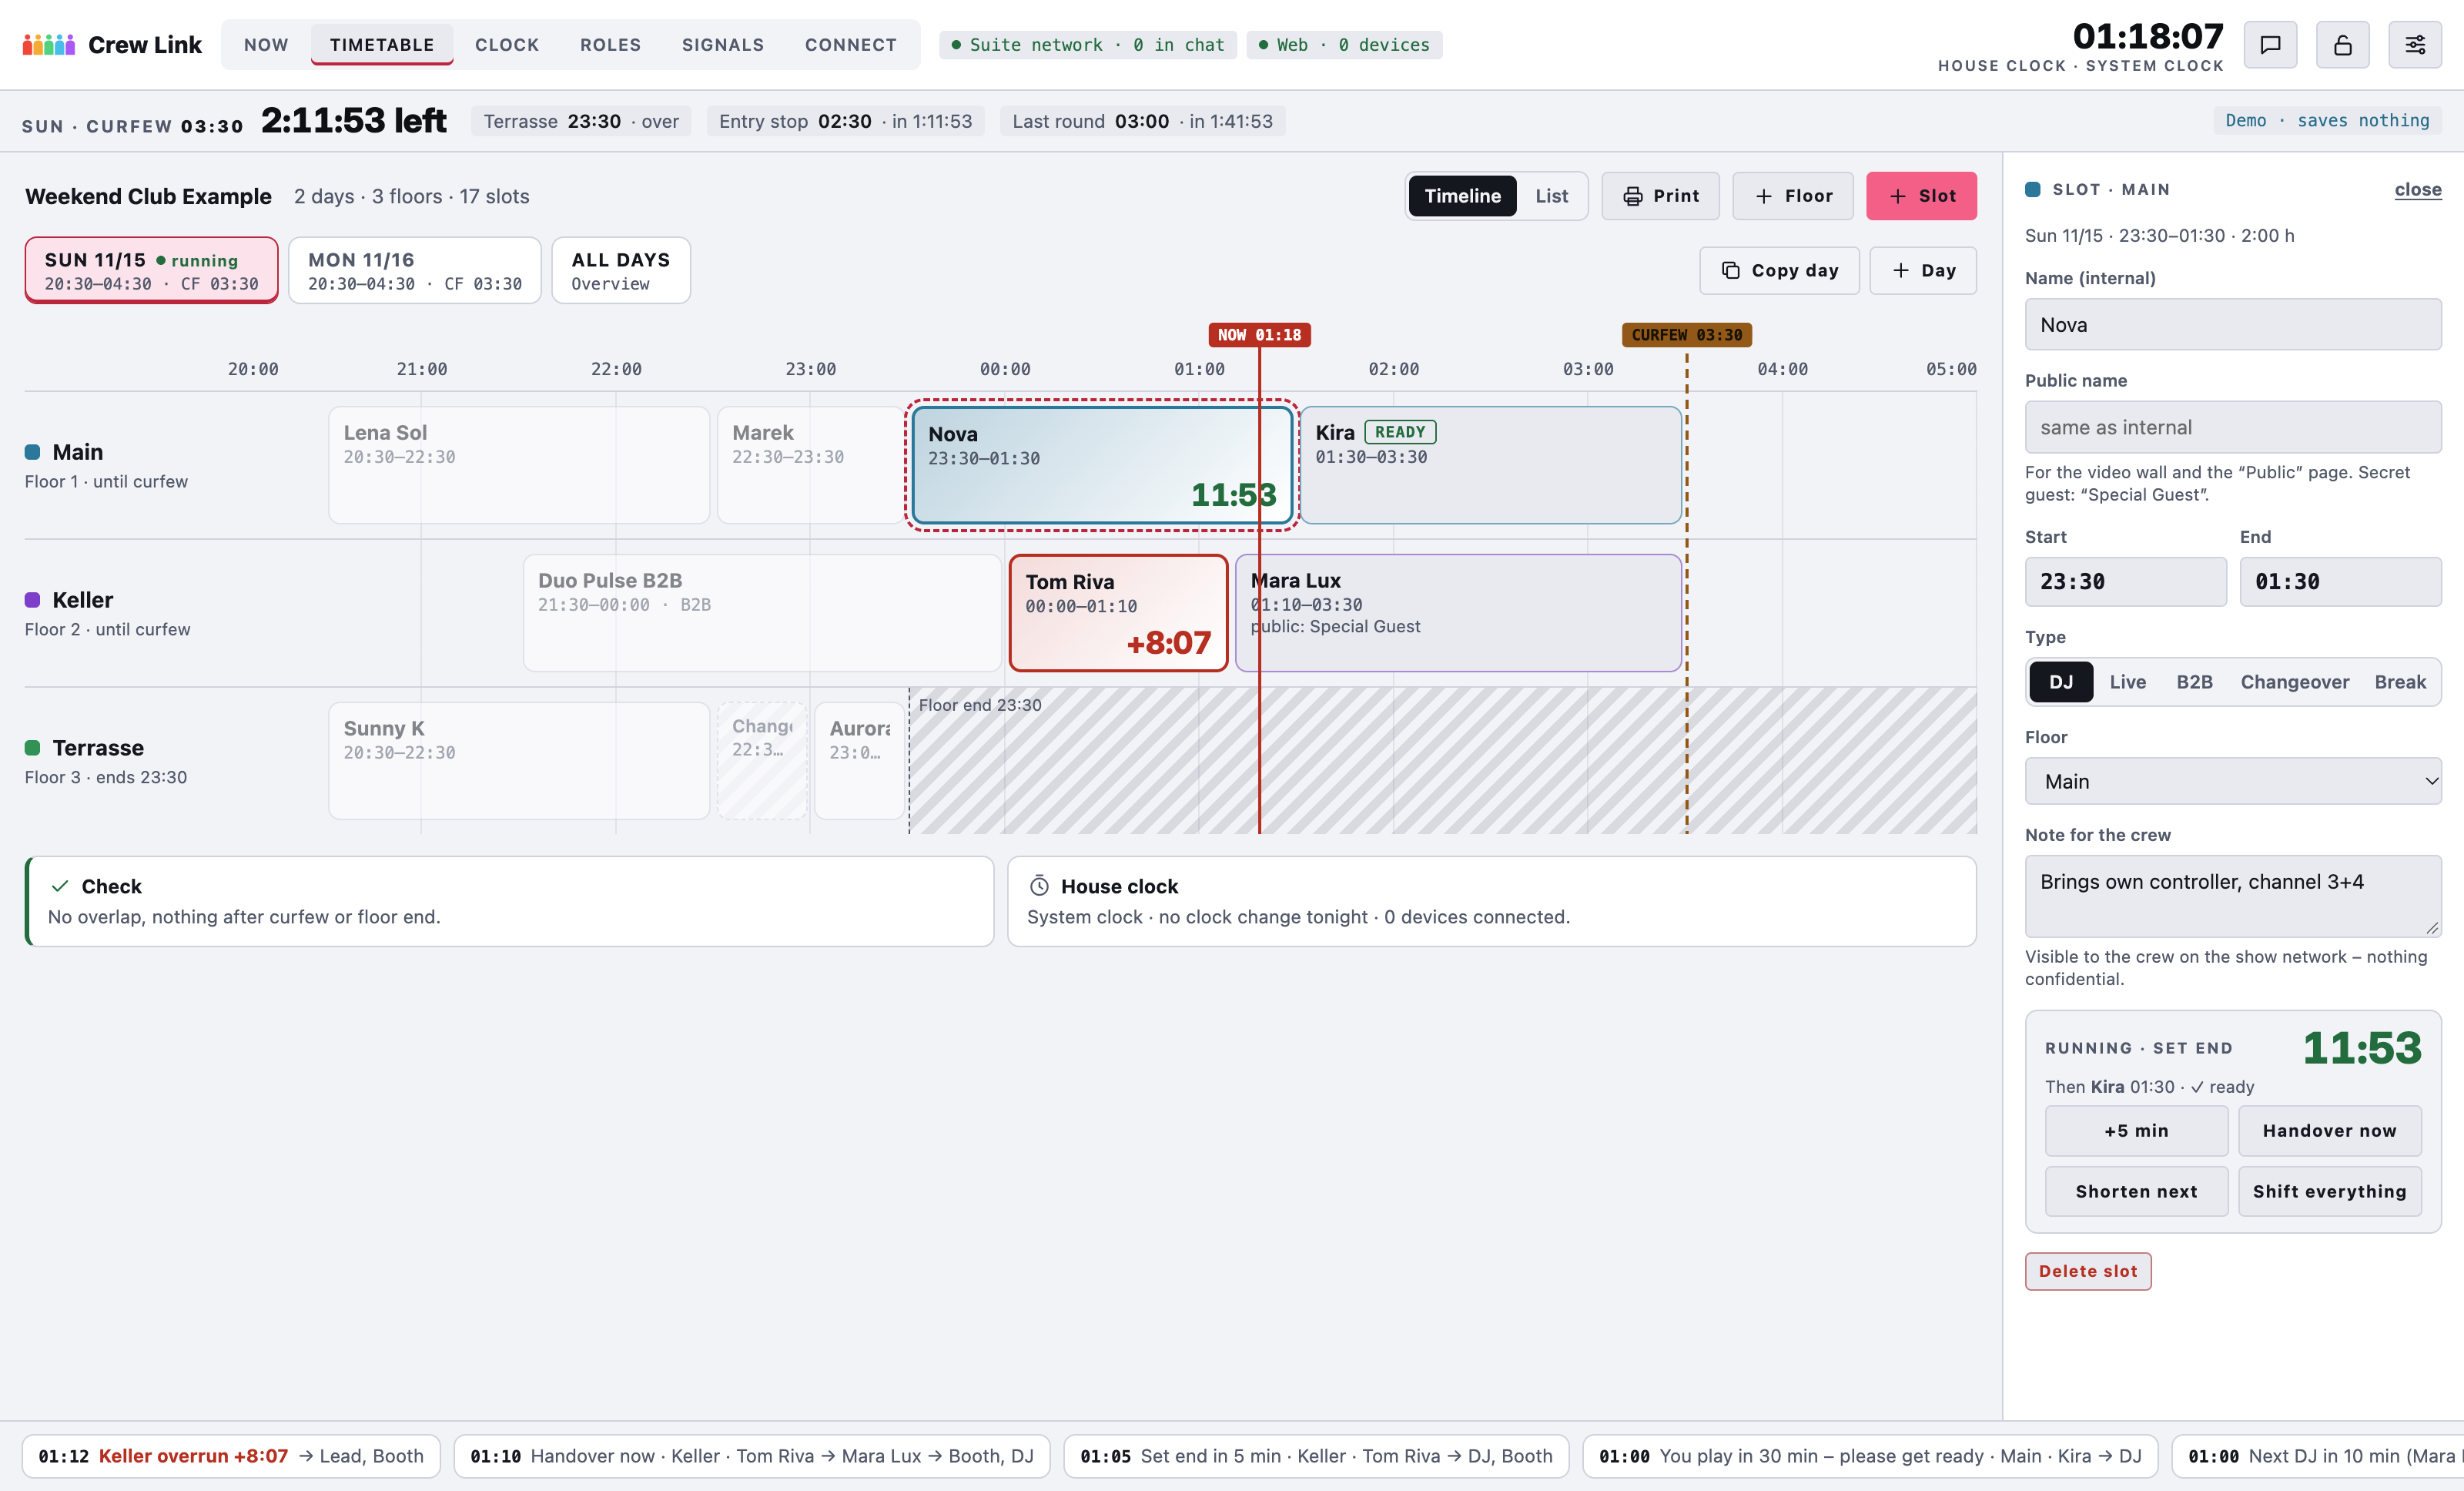 Crew Link
NOW TIMETABLE CLOCK ROLES SIGNALS CONNECT
Suite network · 0 in chat
Web · 0 devices
01:18:07
HOUSE CLOCK · SYSTEM CLOCK
SUN · CURFEW 03:30 2:11:53 left
Terrasse 23:30 · over
Entry stop 02:30 · in 1:11:53
Last round 03:00 · in 1:41:53
Demo · saves nothing
Weekend Club Example 2 days · 3 floors · 17 slots
Timeline List
Print
+ Floor
+ Slot
SUN 11/15 running
20:30–04:30 · CF 03:30
MON 11/16
20:30–04:30 · CF 03:30
ALL DAYS
Overview
Copy day
+ Day
NOW 01:18
CURFEW 03:30
20:00 21:00 22:00 23:00 00:00 01:00 02:00 03:00 04:00 05:00
Main
Floor 1 · until curfew
Lena Sol
20:30–22:30
Marek
22:30–23:30
Nova
23:30–01:30
11:53
Kira READY
01:30–03:30
Keller
Floor 2 · until curfew
Duo Pulse B2B
21:30–00:00 · B2B
Tom Riva
00:00–01:10
+8:07
Mara Lux
01:10–03:30
public: Special Guest
Terrasse
Floor 3 · ends 23:30
Sunny K
20:30–22:30
Chang
22:3…
Aurora
23:0…
Floor end 23:30
Check
No overlap, nothing after curfew or floor end.
House clock
System clock · no clock change tonight · 0 devices connected.
SLOT · MAIN
close
Sun 11/15 · 23:30–01:30 · 2:00 h
Name (internal)
Nova
Public name
same as internal
For the video wall and the “Public” page. Secret
guest: “Special Guest”.
Start End
23:30 01:30
Type
DJ Live B2B Changeover Break
Floor
Main
Note for the crew
Brings own controller, channel 3+4
Visible to the crew on the show network – nothing
confidential.
RUNNING · SET END 11:53
Then Kira 01:30 · ✓ ready
+5 min Handover now
Shorten next Shift everything
Delete slot
01:12 Keller overrun +8:07 → Lead, Booth
01:10 Handover now · Keller · Tom Riva → Mara Lux → Booth, DJ
01:05 Set end in 5 min · Keller · Tom Riva → DJ, Booth
01:00 You play in 30 min – please get ready · Main · Kira → DJ
01:00 Next DJ in 10 min (Mara